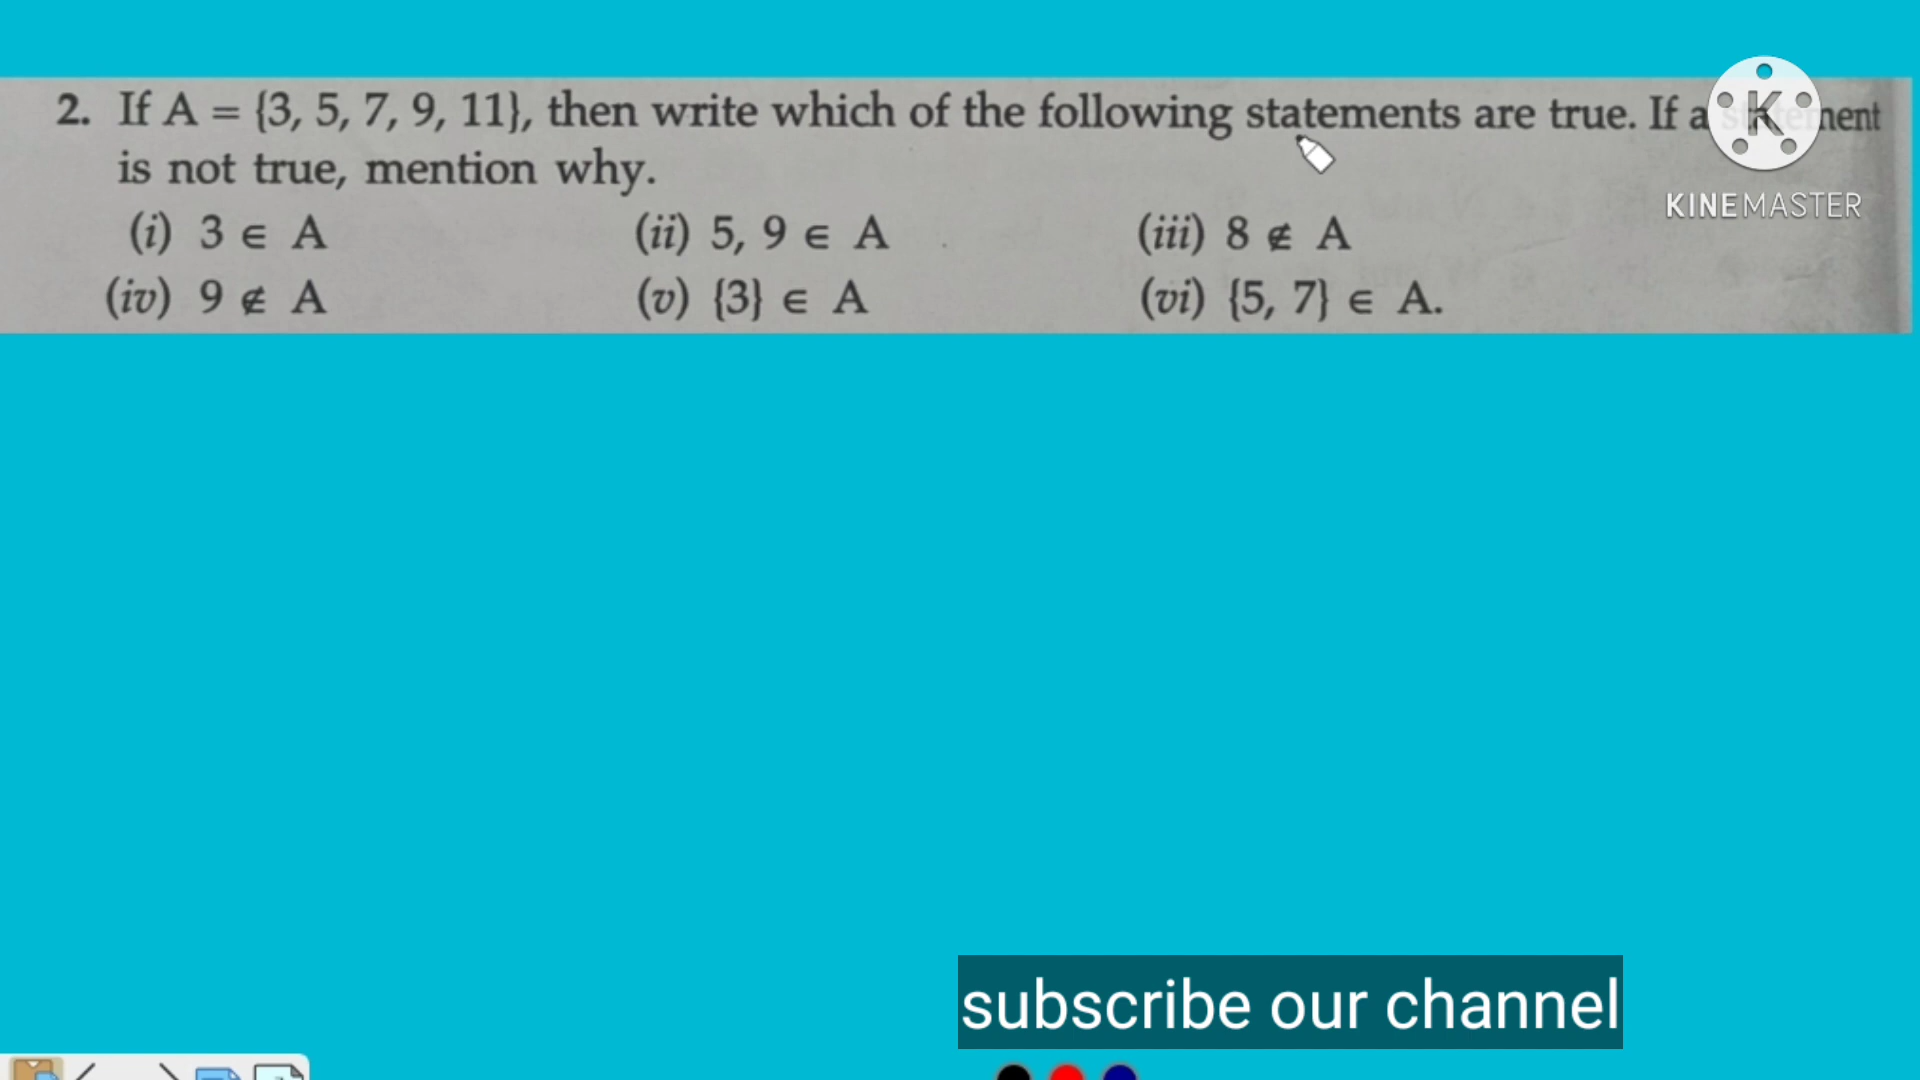 2. If A = {3, 5, 7, 9, 11}, then write which of the following statements are true. If a statement
is not true, mention why.
(i) 3 ∈ A (ii) 5, 9 ∈ A (iii) 8 ∉ A
(iv) 9 ∉ A (v) {3} ∈ A (vi) {5, 7} ∈ A.
K
KINEMASTER
subscribe our channel